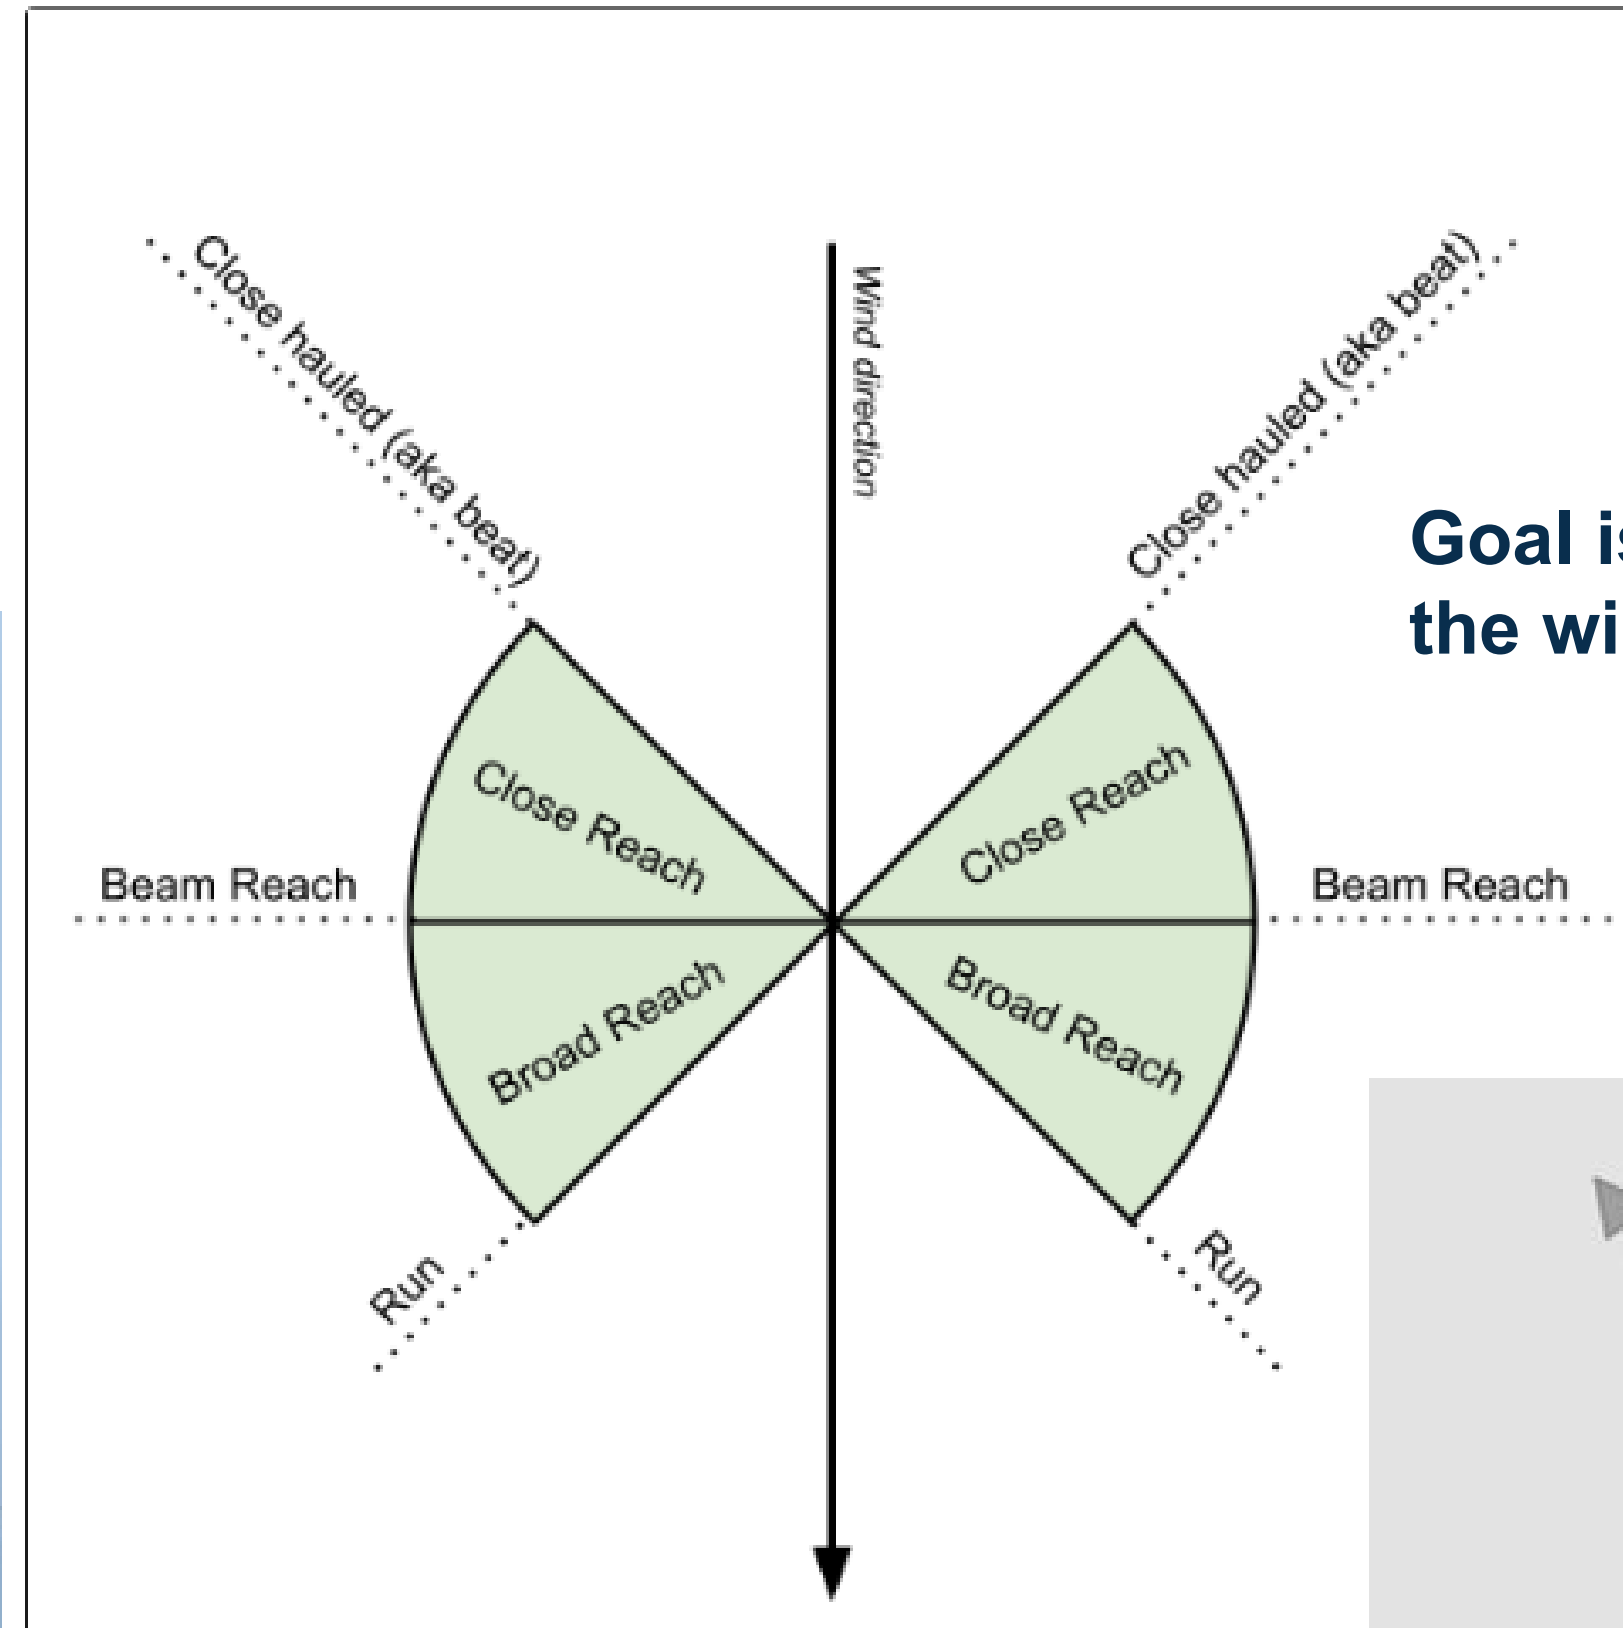 Close hauled (aka beat)
Wind direction
Close hauled (aka beat)
Goal is
the wi
Close Reach
Close Reach
Beam Reach
Beam Reach
Broad Reach
Broad Reach
Run
Run